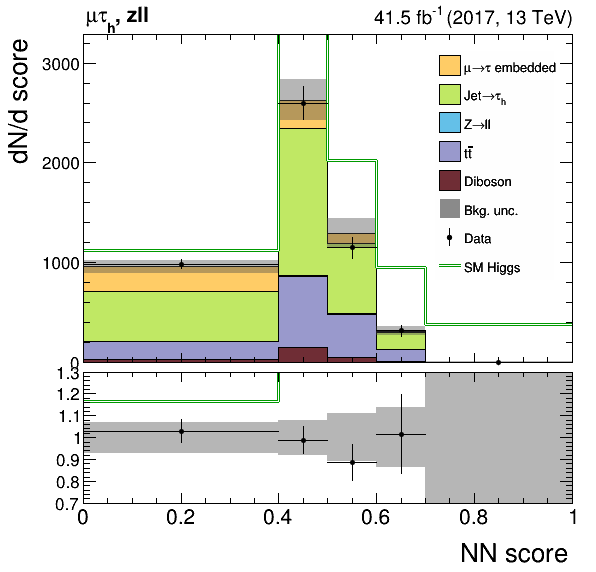 μτh, zll
41.5 fb⁻¹ (2017, 13 TeV)
dN/d score
3000
2000
1000
0
μ→τ embedded
Jet→τh
Z→ll
tt̄
Diboson
Bkg. unc.
Data
SM Higgs
1.3
1.2
1.1
1
0.9
0.8
0.7
0 0.2 0.4 0.6 0.8 1
NN score